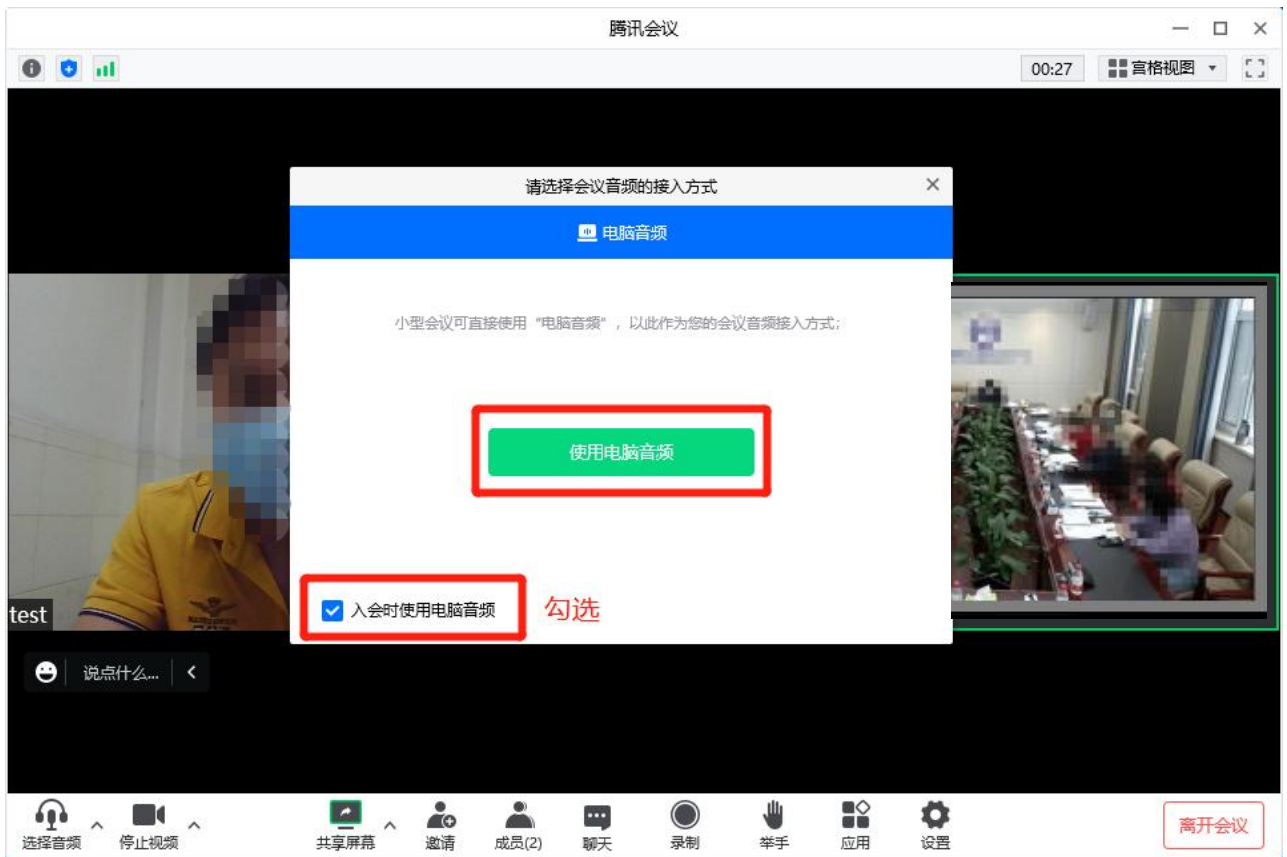 腾讯会议
00:27
宫格视图
请选择会议音频的接入方式
电脑音频
小型会议可直接使用“电脑音频”，以此作为您的会议音频接入方式;
使用电脑音频
入会时使用电脑音频
勾选
test
说点什么...
选择音频
停止视频
共享屏幕
邀请
成员(2)
聊天
录制
举手
应用
设置
离开会议